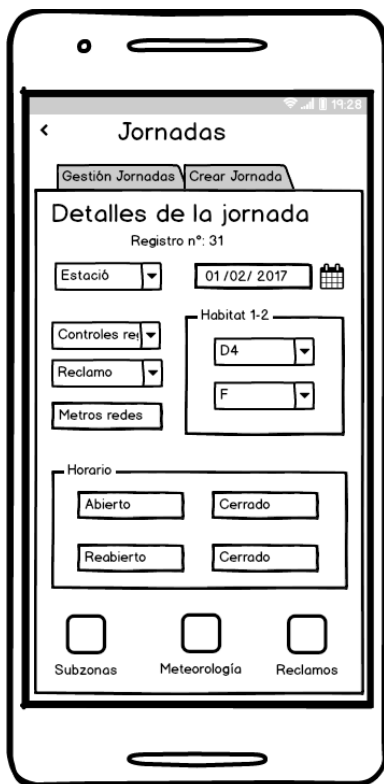 19:28
< Jornadas
Gestión Jornadas Crear Jornada
Detalles de la jornada
Registro nº: 31
Estació 01/02/ 2017
Habitat 1-2
Controles reg
D4
Reclamo
F
Metros redes
Horario
Abierto Cerrado
Reabierto Cerrado
Subzonas Meteorología Reclamos